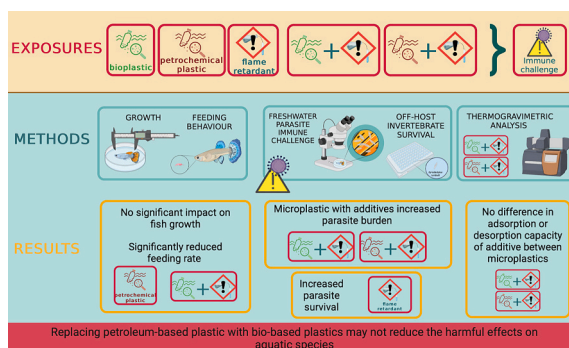 EXPOSURES
bioplastic
petrochemical
plastic
flame
retardant
+
+
Immune
challenge
METHODS
GROWTH
FEEDING
BEHAVIOUR
FRESHWATER
PARASITE
IMMUNE
CHALLENGE
OFF-HOST
INVERTEBRATE
SURVIVAL
THERMOGRAVIMETRIC
ANALYSIS
+
+
RESULTS
No significant impact on
fish growth
Significantly reduced
feeding rate
petrochemical
plastic
+
Microplastic with additives increased
parasite burden
+
+
Increased
parasite
survival
flame
retardant
No difference in
adsorption or
desorption capacity
of additive between
microplastics
+
+
Replacing petroleum-based plastic with bio-based plastics may not reduce the harmful effects on
aquatic species